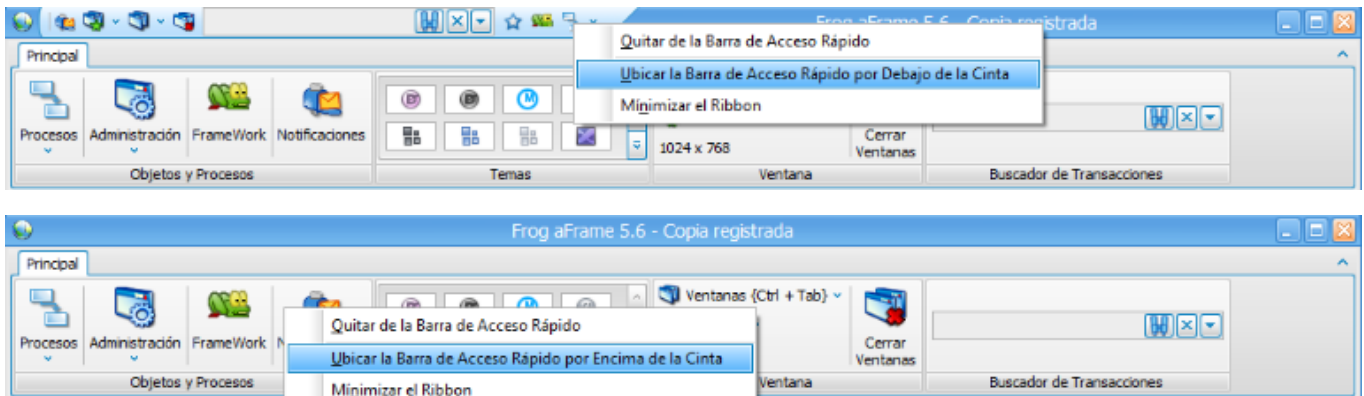 Frog aFrame 5.6 - Copia registrada
Quitar de la Barra de Acceso Rápido
Principal
Ubicar la Barra de Acceso Rápido por Debajo de la Cinta
Minimizar el Ribbon
Procesos Administración FrameWork Notificaciones
1024 x 768
Cerrar
Ventanas
Objetos y Procesos Temas Ventana Buscador de Transacciones
Frog aFrame 5.6 - Copia registrada
Principal
Ventanas {Ctrl + Tab}
Quitar de la Barra de Acceso Rápido
Procesos Administración FrameWork N
Cerrar
Ventanas
Ubicar la Barra de Acceso Rápido por Encima de la Cinta
Objetos y Procesos Ventana Buscador de Transacciones
Minimizar el Ribbon